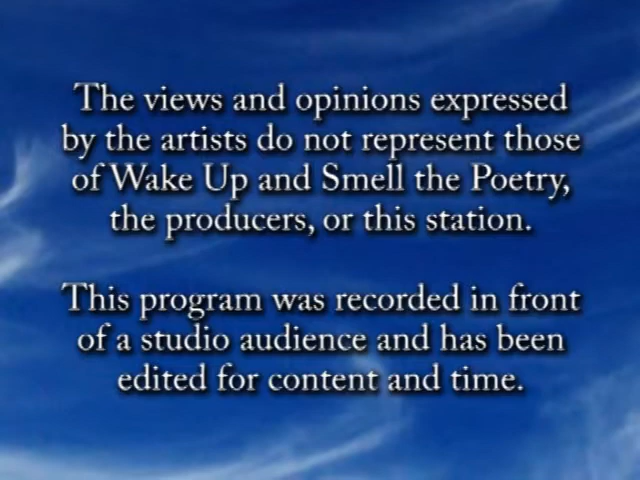 The views and opinions expressed
by the artists do not represent those
of Wake Up and Smell the Poetry,
the producers, or this station.
This program was recorded in front
of a studio audience and has been
edited for content and time.